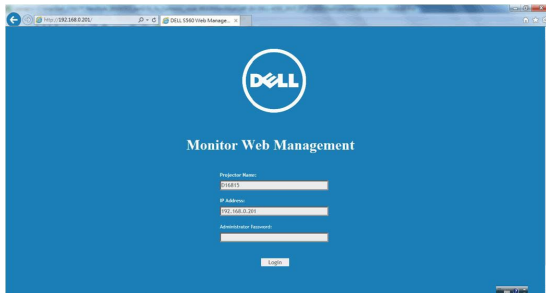 http://192.168.0.201/
DELL S560 Web Manage...
DELL
Monitor Web Management
Projector Name:
D16815
IP Address:
192.168.0.201
Administrator Password:
Login